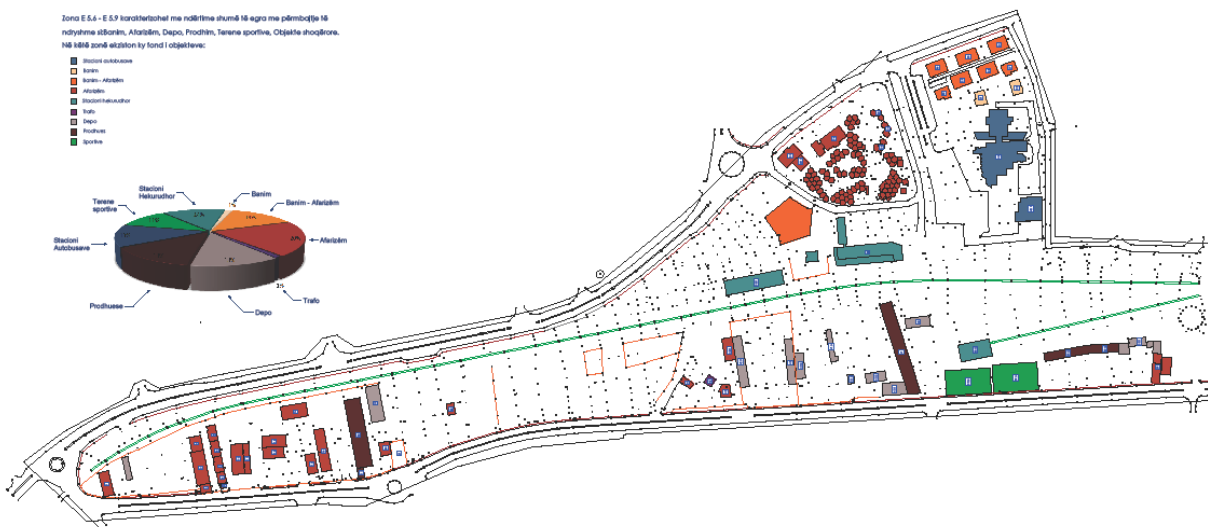 Zona E 5.6 - E 5.9 karakterizohet me ndërtime shumë të egra me përmbajtje të
ndryshme si:banim, Afarizëm, Depo, Prodhim, Terene sportive, Objekte shoqërore.
Në këtë zonë ekziston ky fond i objekteve:
Stacioni autobusave
Banim
Banim - Afarizëm
Afarizëm
Stacioni hekurudhor
Trafo
Depo
Prodhues
Sportive
Stacioni
Hekurudhor
Banim
Terene
sportive
Banim - Afarizëm
Stacioni
Autobusave
Afarizëm
Prodhuese
Trafo
Depo